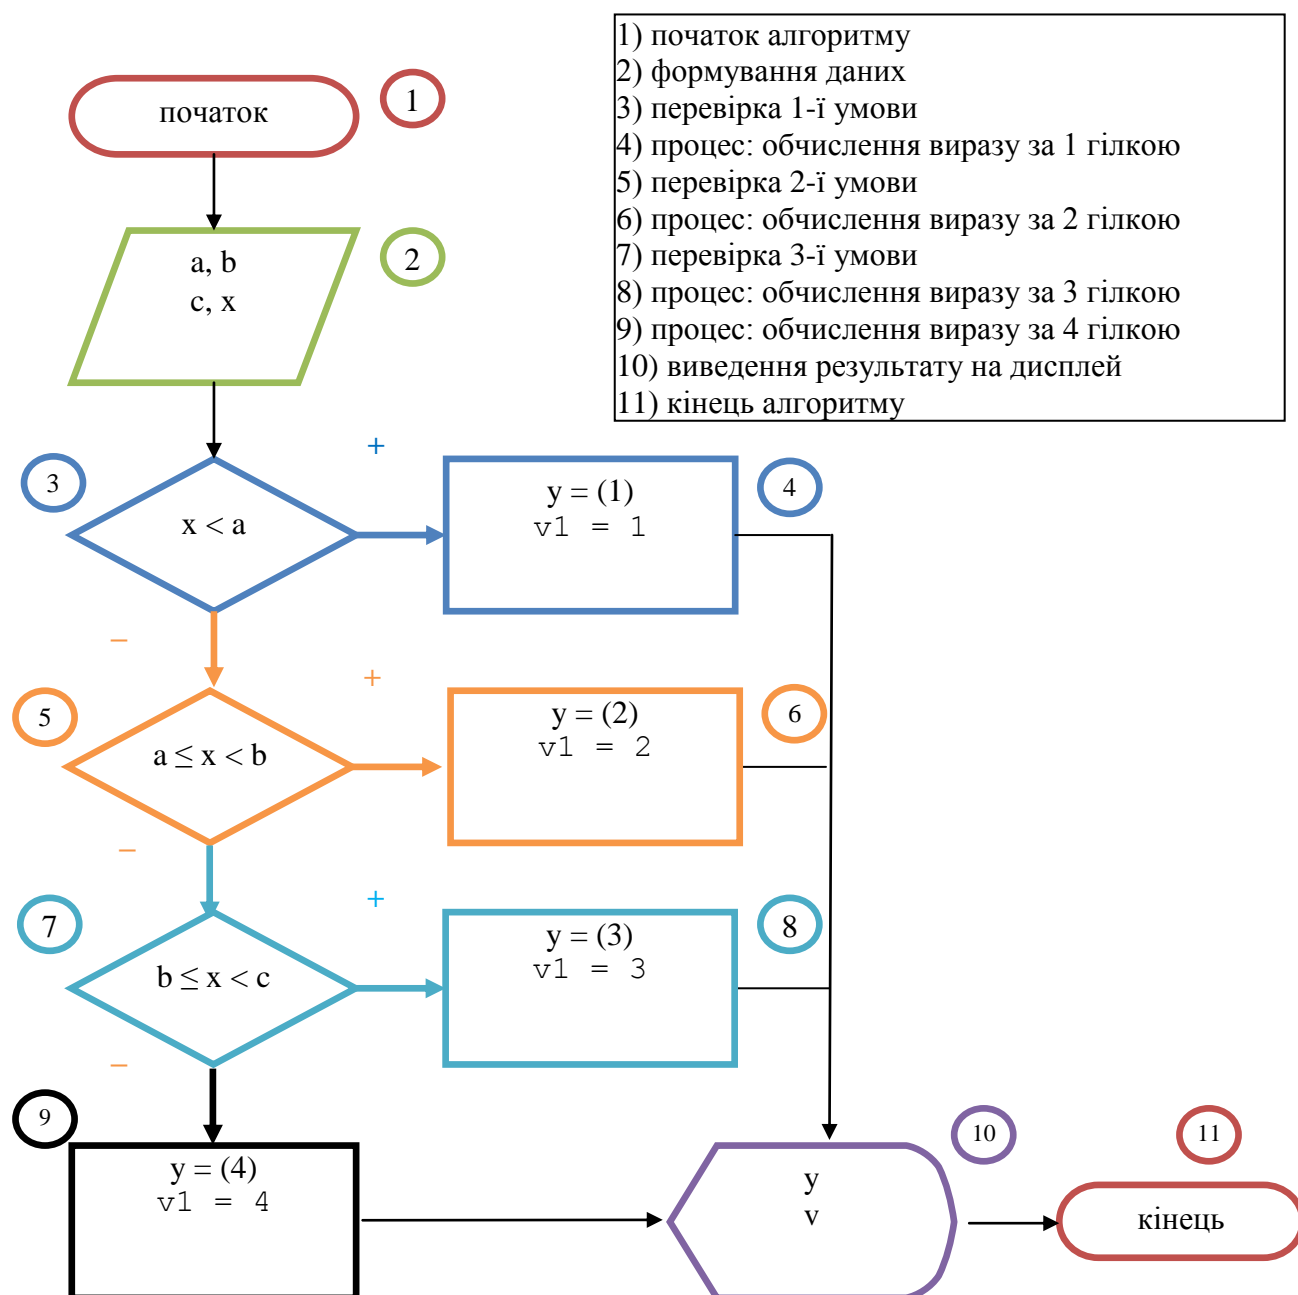 1) початок алгоритму
2) формування даних
3) перевірка 1-ї умови
4) процес: обчислення виразу за 1 гілкою
5) перевірка 2-ї умови
6) процес: обчислення виразу за 2 гілкою
7) перевірка 3-ї умови
8) процес: обчислення виразу за 3 гілкою
9) процес: обчислення виразу за 4 гілкою
10) виведення результату на дисплей
11) кінець алгоритму
початок
1
a, b
c, x
2
3
x < a
+
y = (1)
v1 = 1
4
–
5
a ≤ x < b
+
y = (2)
v1 = 2
6
–
7
b ≤ x < c
+
y = (3)
v1 = 3
8
–
9
y = (4)
v1 = 4
y
v
10
11
кінець